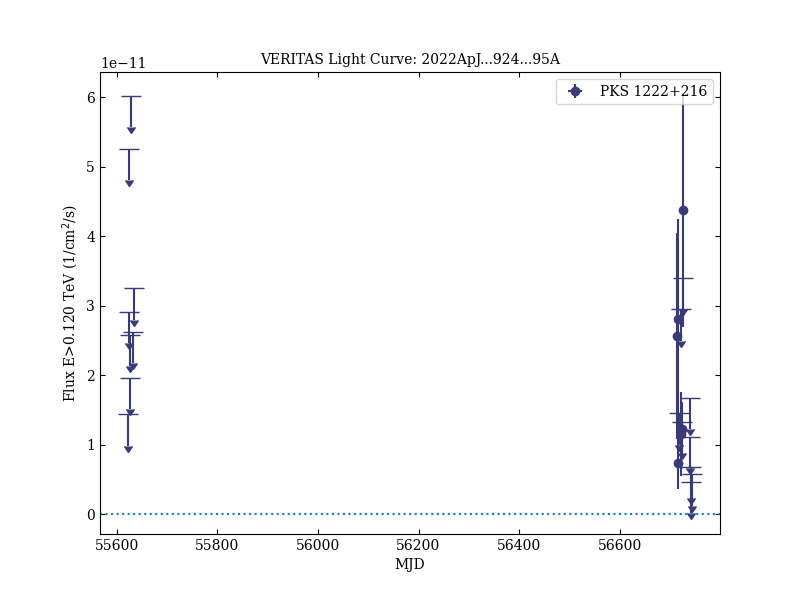 VERITAS Light Curve: 2022ApJ...924...95A
1e−11
PKS 1222+216
6
5
4
3
2
1
0
Flux E>0.120 TeV (1/cm²/s)
55600 55800 56000 56200 56400 56600
MJD